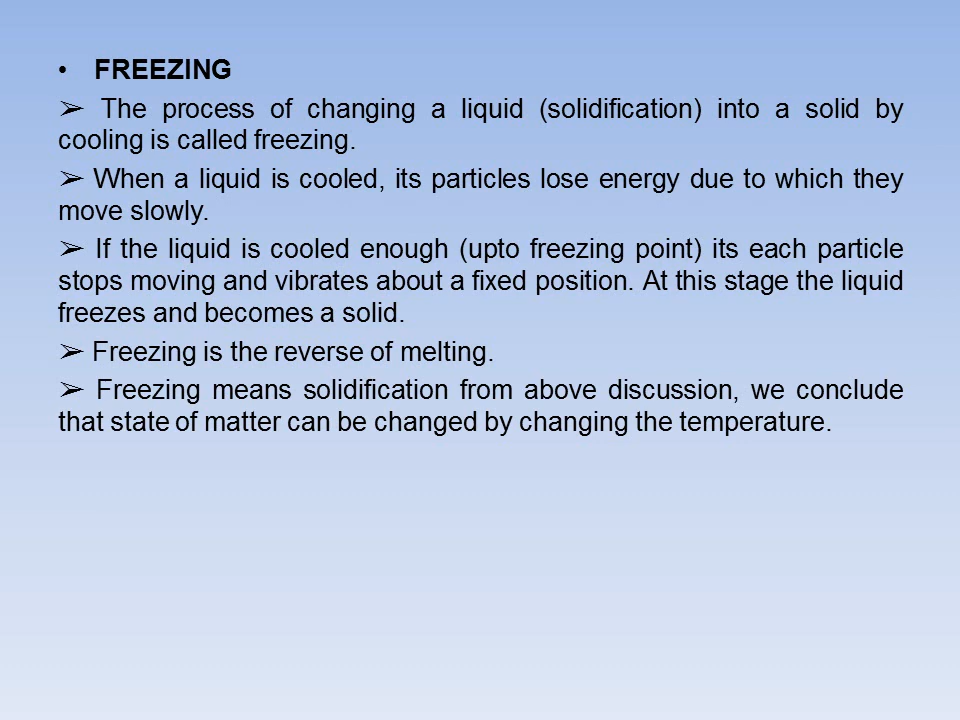 • FREEZING
➢ The process of changing a liquid (solidification) into a solid by
cooling is called freezing.
➢ When a liquid is cooled, its particles lose energy due to which they
move slowly.
➢ If the liquid is cooled enough (upto freezing point) its each particle
stops moving and vibrates about a fixed position. At this stage the liquid
freezes and becomes a solid.
➢ Freezing is the reverse of melting.
➢ Freezing means solidification from above discussion, we conclude
that state of matter can be changed by changing the temperature.